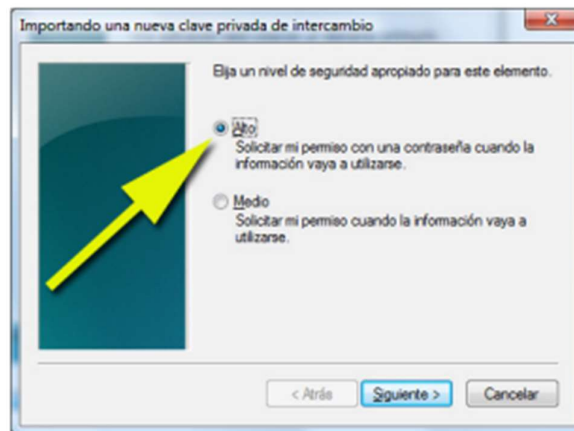 Importando una nueva clave privada de intercambio
Elija un nivel de seguridad apropiado para este elemento.
Alto
Solicitar mi permiso con una contraseña cuando la
información vaya a utilizarse.
Medio
Solicitar mi permiso cuando la información vaya a
utilizarse.
< Atrás
Siguiente >
Cancelar